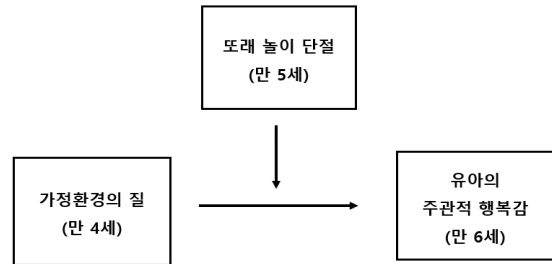 또래 놀이 단절
(만 5세)
가정환경의 질
(만 4세)
유아의
주관적 행복감
(만 6세)